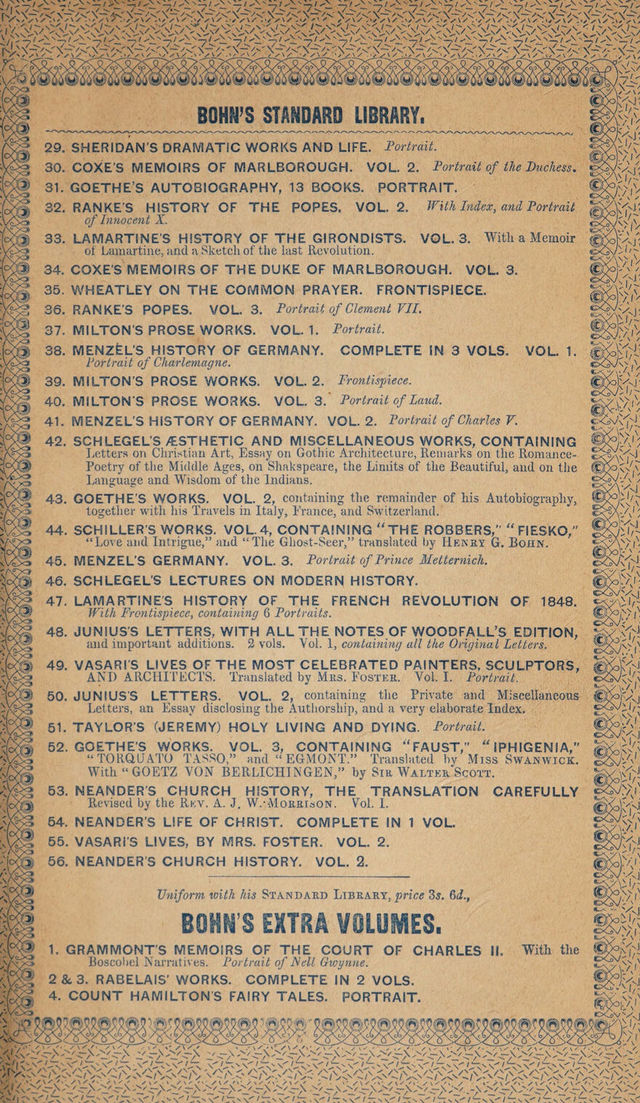 BOHN'S STANDARD LIBRARY.
29. SHERIDAN'S DRAMATIC WORKS AND LIFE. Portrait.
30. COXE'S MEMOIRS OF MARLBOROUGH. VOL. 2. Portrait of the Duchess.
31. GOETHE'S AUTOBIOGRAPHY, 13 BOOKS. PORTRAIT.
32. RANKE'S HISTORY OF THE POPES. VOL. 2. With Index, and Portrait
of Innocent X.
33. LAMARTINE'S HISTORY OF THE GIRONDISTS. VOL. 3. With a Memoir
of Lamartine, and a Sketch of the last Revolution.
34. COXE'S MEMOIRS OF THE DUKE OF MARLBOROUGH. VOL. 3.
35. WHEATLEY ON THE COMMON PRAYER. FRONTISPIECE.
36. RANKE'S POPES. VOL. 3. Portrait of Clement VII.
37. MILTON'S PROSE WORKS. VOL. 1. Portrait.
38. MENZEL'S HISTORY OF GERMANY. COMPLETE IN 3 VOLS. VOL. 1.
Portrait of Charlemagne.
39. MILTON'S PROSE WORKS. VOL. 2. Frontispiece.
40. MILTON'S PROSE WORKS. VOL. 3. Portrait of Laud.
41. MENZEL'S HISTORY OF GERMANY. VOL. 2. Portrait of Charles V.
42. SCHLEGEL'S ÆSTHETIC AND MISCELLANEOUS WORKS, CONTAINING
Letters on Christian Art, Essay on Gothic Architecture, Remarks on the Romance-
Poetry of the Middle Ages, on Shakspeare, the Limits of the Beautiful, and on the
Language and Wisdom of the Indians.
43. GOETHE'S WORKS. VOL. 2, containing the remainder of his Autobiography,
together with his Travels in Italy, France, and Switzerland.
44. SCHILLER'S WORKS. VOL. 4, CONTAINING "THE ROBBERS," "FIESKO,"
"Love and Intrigue," and "The Ghost-Seer," translated by HENRY G. BOHN.
45. MENZEL'S GERMANY. VOL. 3. Portrait of Prince Metternich.
46. SCHLEGEL'S LECTURES ON MODERN HISTORY.
47. LAMARTINE'S HISTORY OF THE FRENCH REVOLUTION OF 1848.
With Frontispiece, containing 6 Portraits.
48. JUNIUS'S LETTERS, WITH ALL THE NOTES OF WOODFALL'S EDITION,
and important additions. 2 vols. Vol. 1, containing all the Original Letters.
49. VASARI'S LIVES OF THE MOST CELEBRATED PAINTERS, SCULPTORS,
AND ARCHITECTS. Translated by MRS. FOSTER. Vol. I. Portrait.
50. JUNIUS'S LETTERS. VOL. 2, containing the Private and Miscellaneous
Letters, an Essay disclosing the Authorship, and a very elaborate Index.
51. TAYLOR'S (JEREMY) HOLY LIVING AND DYING. Portrait.
52. GOETHE'S WORKS. VOL. 3, CONTAINING "FAUST," "IPHIGENIA,"
"TORQUATO TASSO," and "EGMONT." Translated by MISS SWANWICK.
With "GOETZ VON BERLICHINGEN," by SIR WALTER SCOTT.
53. NEANDER'S CHURCH HISTORY, THE TRANSLATION CAREFULLY
Revised by the REV. A. J. W. MORRISON. Vol. I.
54. NEANDER'S LIFE OF CHRIST. COMPLETE IN 1 VOL.
55. VASARI'S LIVES, BY MRS. FOSTER. VOL. 2.
56. NEANDER'S CHURCH HISTORY. VOL. 2.
Uniform with his STANDARD LIBRARY, price 3s. 6d.,
BOHN'S EXTRA VOLUMES.
1. GRAMMONT'S MEMOIRS OF THE COURT OF CHARLES II. With the
Boscobel Narratives. Portrait of Nell Gwynne.
2 & 3. RABELAIS' WORKS. COMPLETE IN 2 VOLS.
4. COUNT HAMILTON'S FAIRY TALES. PORTRAIT.